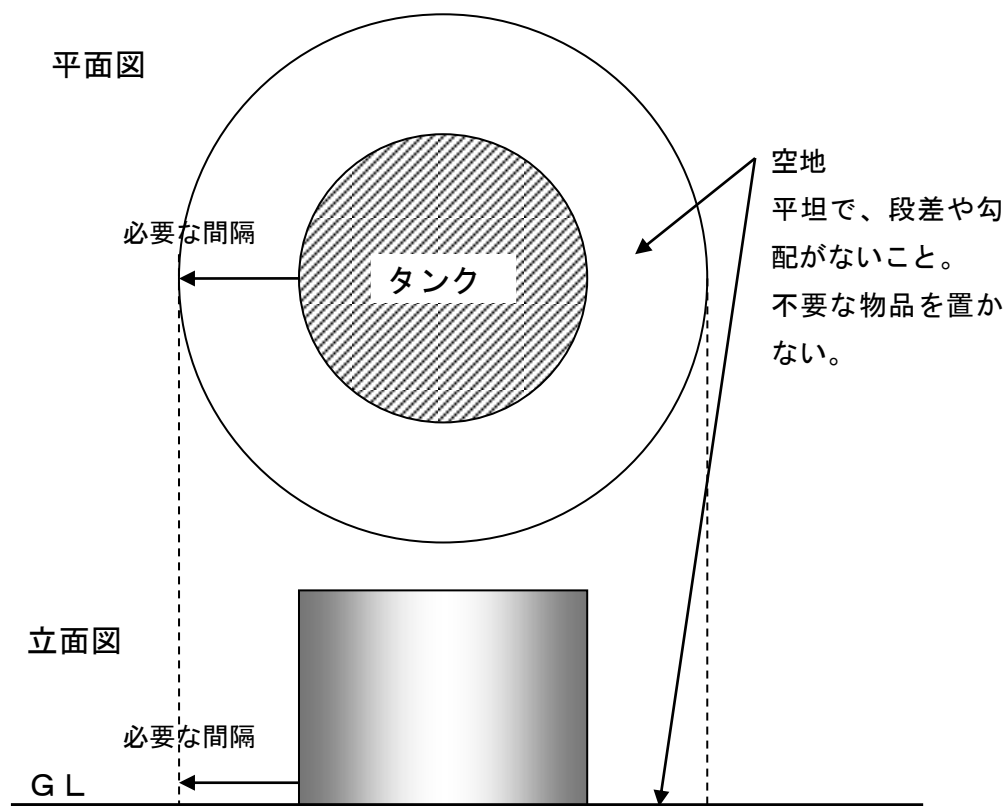 平面図
空地
平坦で、段差や勾
配がないこと。
不要な物品を置か
ない。
必要な間隔
タンク
立面図
必要な間隔
ＧＬ